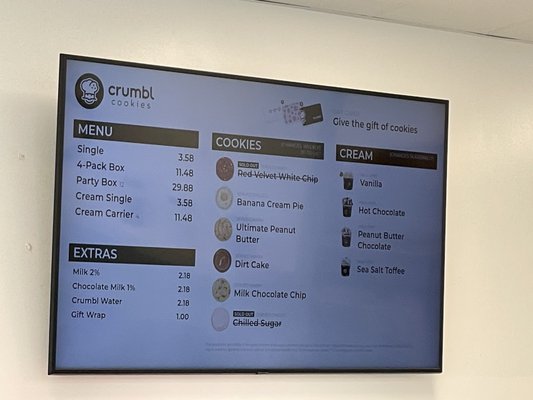 crumbl
cookies
Give the gift of cookies
MENU
Single 3.58
4-Pack Box 11.48
Party Box 12 29.88
Cream Single 3.58
Cream Carrier 4 11.48
EXTRAS
Milk 2% 2.18
Chocolate Milk 1% 2.18
Crumbl Water 2.18
Gift Wrap 1.00
COOKIES
SOLD OUT
Red Velvet White Chip
Banana Cream Pie
Ultimate Peanut
Butter
Dirt Cake
Milk Chocolate Chip
SOLD OUT
Chilled Sugar
CREAM
Vanilla
Hot Chocolate
Peanut Butter
Chocolate
Sea Salt Toffee